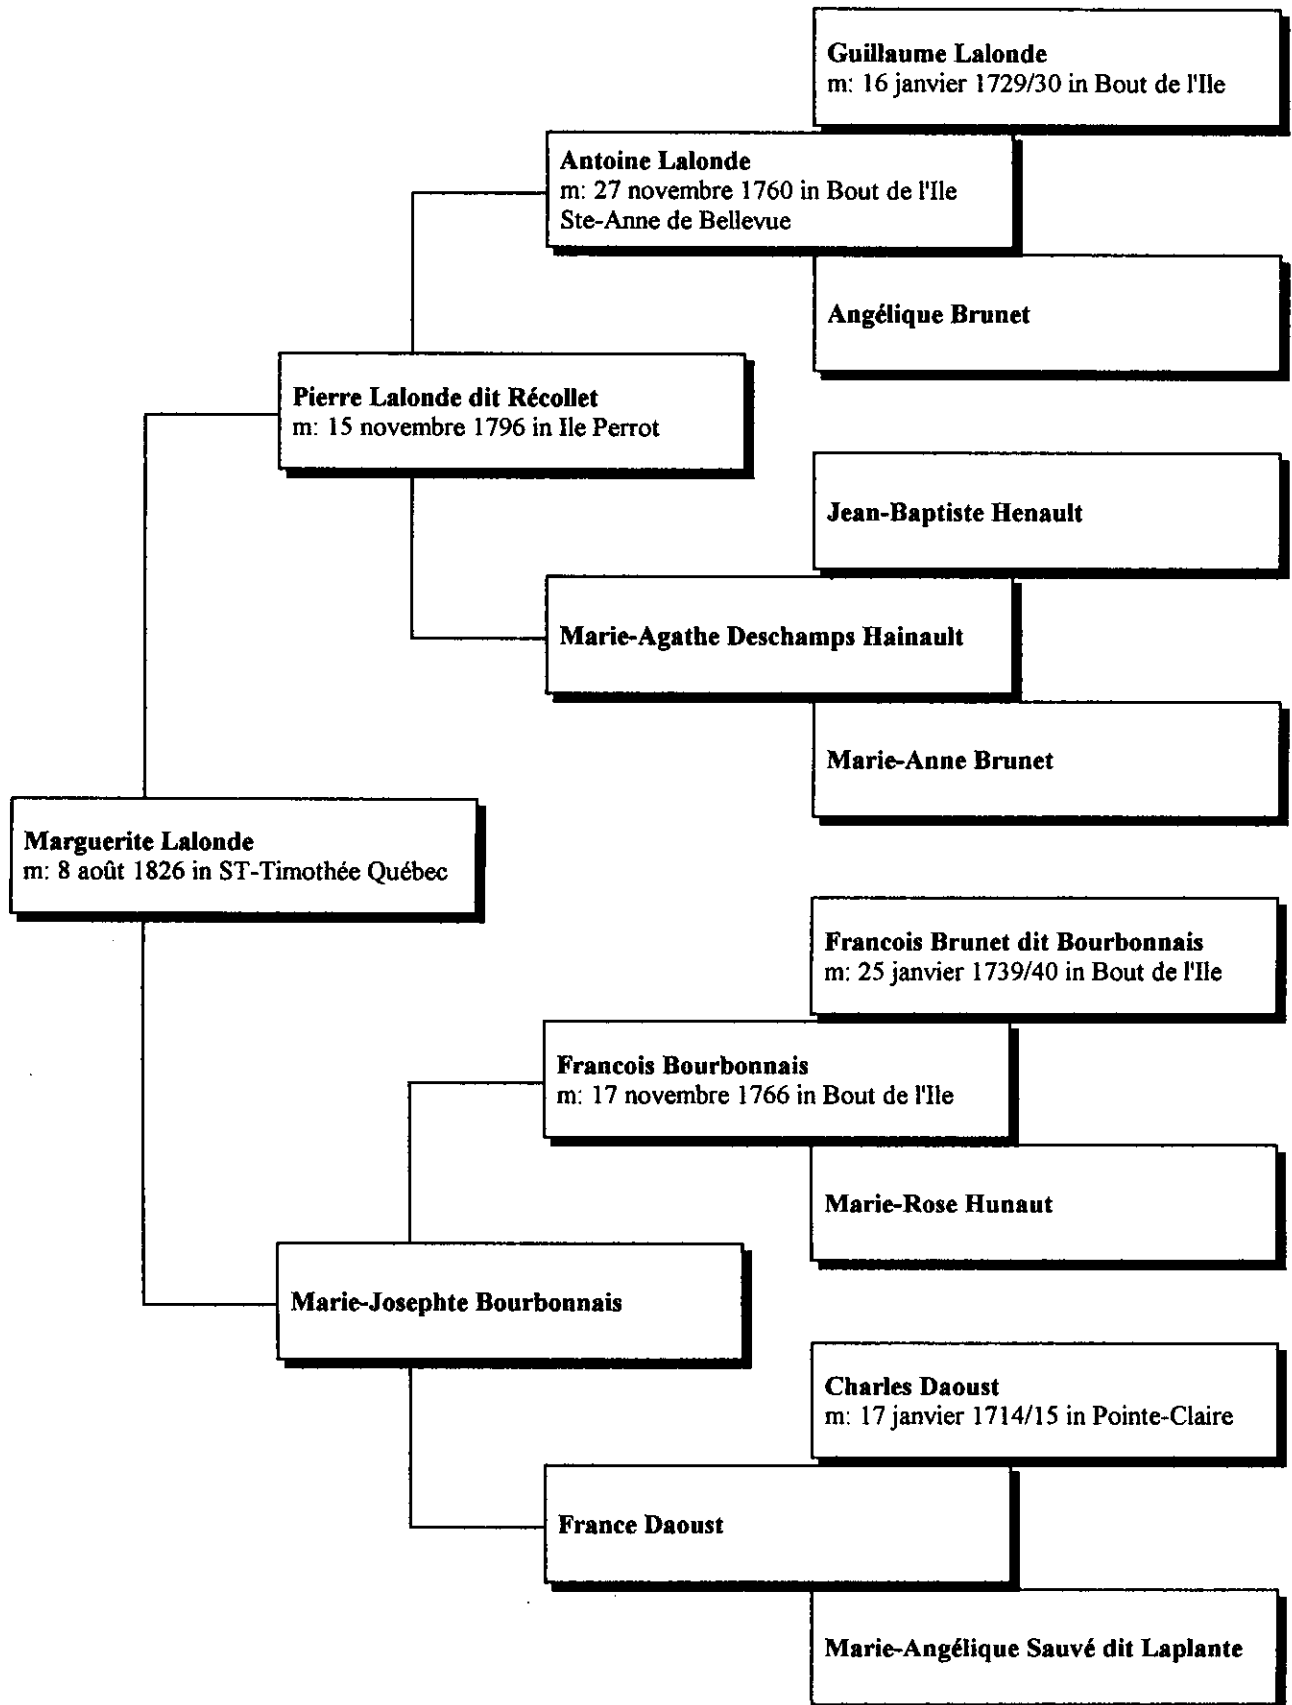 Guillaume Lalonde
m: 16 janvier 1729/30 in Bout de l'Ile
Antoine Lalonde
m: 27 novembre 1760 in Bout de l'Ile
Ste-Anne de Bellevue
Angélique Brunet
Pierre Lalonde dit Récollet
m: 15 novembre 1796 in Ile Perrot
Jean-Baptiste Henault
Marie-Agathe Deschamps Hainault
Marie-Anne Brunet
Marguerite Lalonde
m: 8 août 1826 in ST-Timothée Québec
Francois Brunet dit Bourbonnais
m: 25 janvier 1739/40 in Bout de l'Ile
Francois Bourbonnais
m: 17 novembre 1766 in Bout de l'Ile
Marie-Rose Hunaut
Marie-Josephte Bourbonnais
Charles Daoust
m: 17 janvier 1714/15 in Pointe-Claire
France Daoust
Marie-Angélique Sauvé dit Laplante